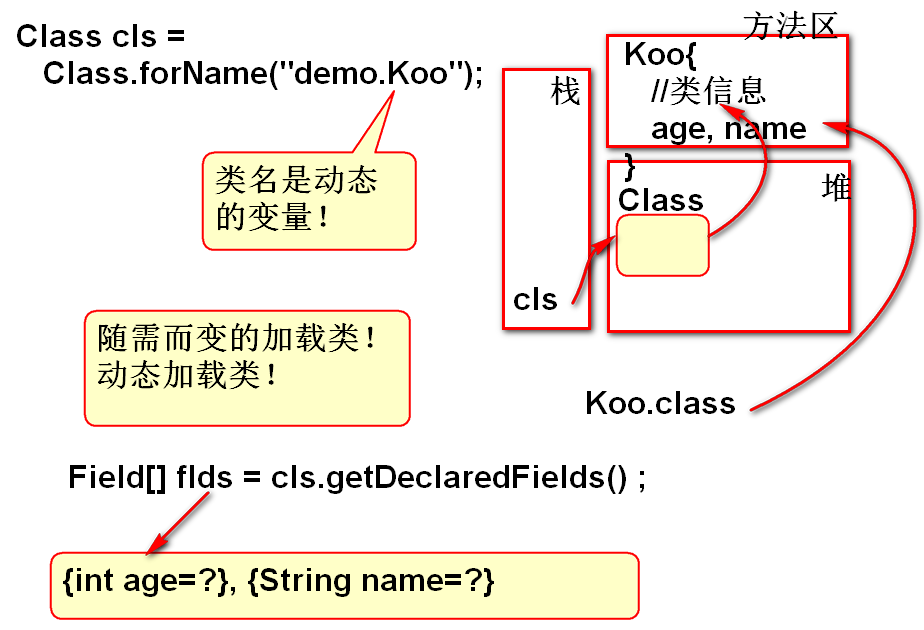 Class cls =
Class.forName("demo.Koo");
类名是动态
的变量!
随需而变的加载类!
动态加载类!
方法区
Koo{
//类信息
age, name
}
栈
cls
堆
Class
Koo.class
Field[] flds = cls.getDeclaredFields() ;
{int age=?}, {String name=?}